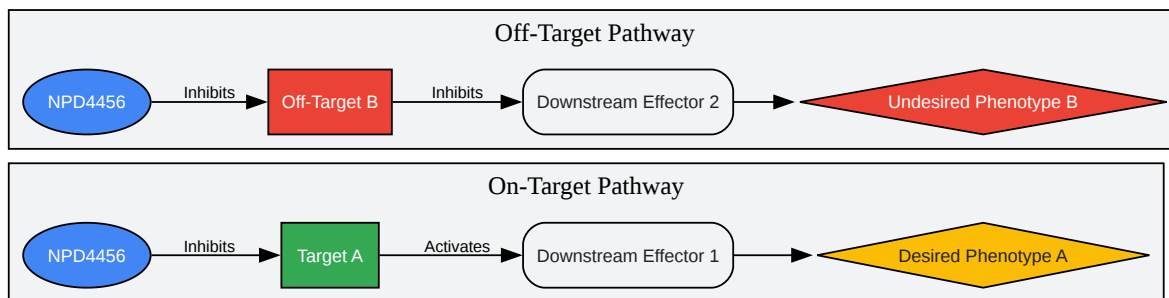 Off-Target Pathway
NPD4456
Inhibits
Off-Target B
Inhibits
Downstream Effector 2
Undesired Phenotype B
On-Target Pathway
NPD4456
Inhibits
Target A
Activates
Downstream Effector 1
Desired Phenotype A